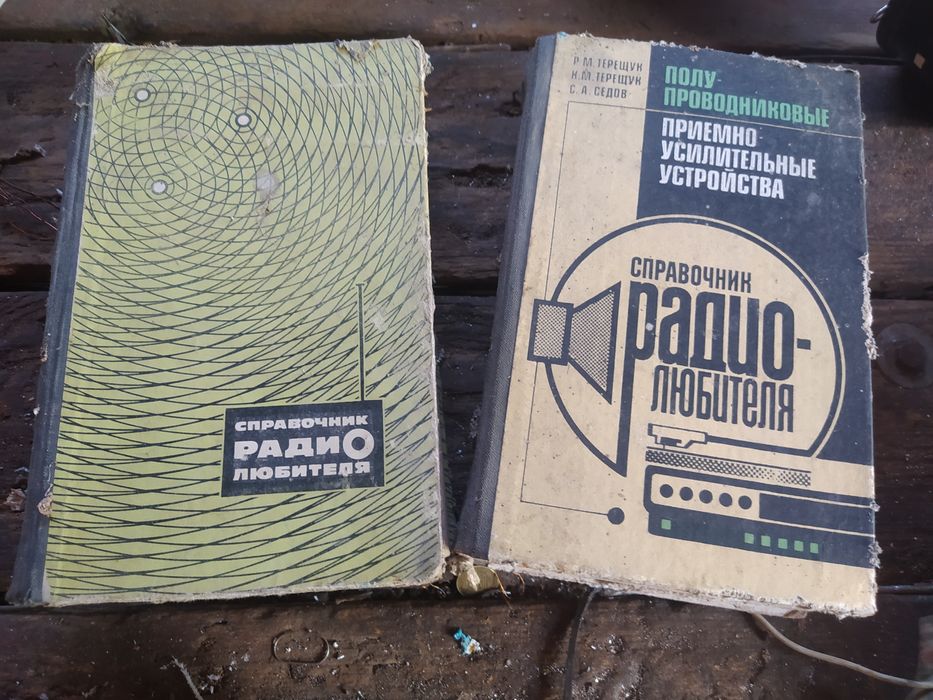 СПРАВОЧНИК
РАДИО
ЛЮБИТЕЛЯ
Р. М. ТЕРЕЩУК
К. М. ТЕРЕЩУК
С. А. СЕДОВ
ПОЛУ-
ПРОВОДНИКОВЫЕ
ПРИЕМНО-
УСИЛИТЕЛЬНЫЕ
УСТРОЙСТВА
СПРАВОЧНИК
РАДИО-
ЛЮБИТЕЛЯ